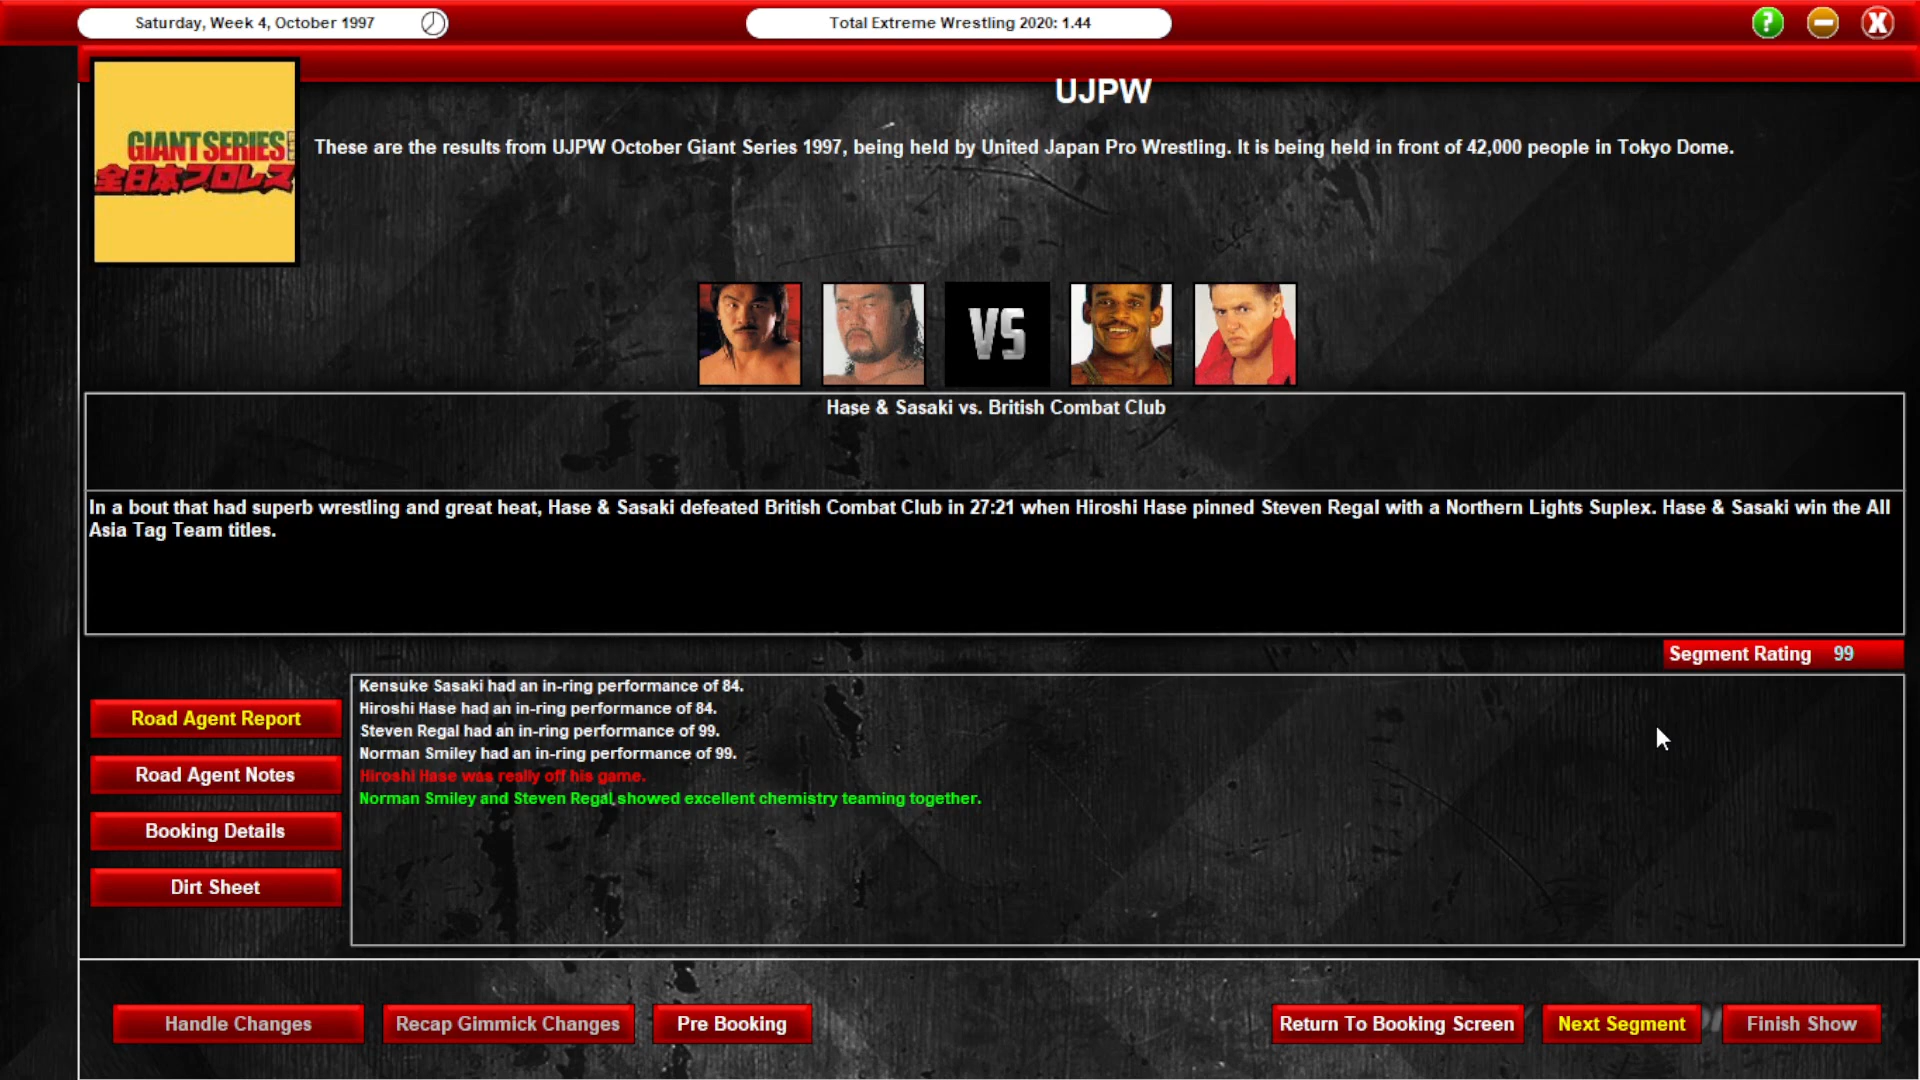 Saturday, Week 4, October 1997
Total Extreme Wrestling 2020: 1.44
?
X
UJPW
GIANT SERIES
全日本プロレス
These are the results from UJPW October Giant Series 1997, being held by United Japan Pro Wrestling. It is being held in front of 42,000 people in Tokyo Dome.
VS
Hase & Sasaki vs. British Combat Club
In a bout that had superb wrestling and great heat, Hase & Sasaki defeated British Combat Club in 27:21 when Hiroshi Hase pinned Steven Regal with a Northern Lights Suplex. Hase & Sasaki win the All
Asia Tag Team titles.
Segment Rating 99
Road Agent Report
Road Agent Notes
Booking Details
Dirt Sheet
Kensuke Sasaki had an in-ring performance of 84.
Hiroshi Hase had an in-ring performance of 84.
Steven Regal had an in-ring performance of 99.
Norman Smiley had an in-ring performance of 99.
Hiroshi Hase was really off his game.
Norman Smiley and Steven Regal showed excellent chemistry teaming together.
Handle Changes
Recap Gimmick Changes
Pre Booking
Return To Booking Screen
Next Segment
Finish Show